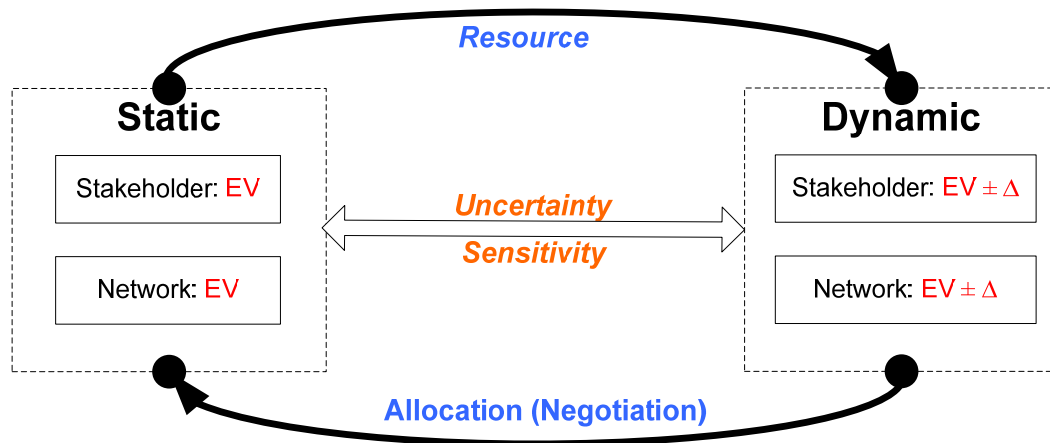 Resource
Static
Stakeholder: EV
Network: EV
Uncertainty
Sensitivity
Dynamic
Stakeholder: EV ± Δ
Network: EV ± Δ
Allocation (Negotiation)